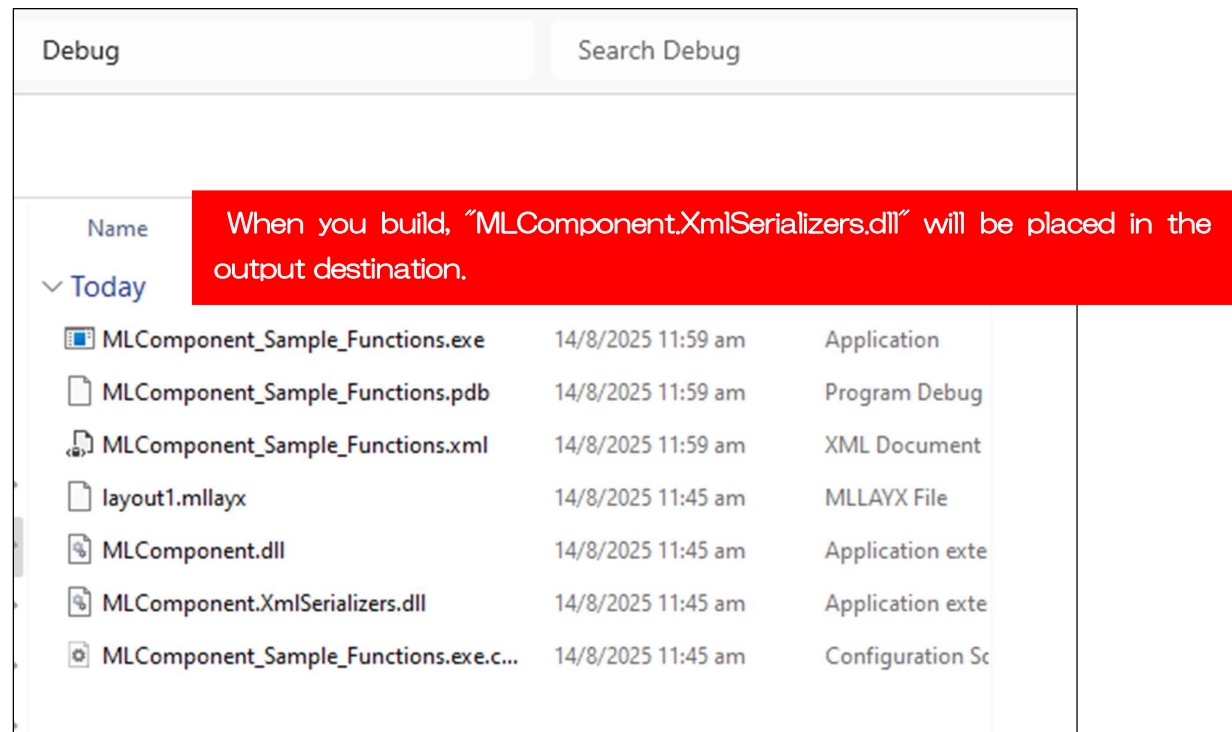 Debug
Search Debug
Name
When you build, "MLComponent.XmlSerializers.dll" will be placed in the
output destination.
Today
MLComponent_Sample_Functions.exe 14/8/2025 11:59 am Application
MLComponent_Sample_Functions.pdb 14/8/2025 11:59 am Program Debug
MLComponent_Sample_Functions.xml 14/8/2025 11:59 am XML Document
layout1.mllayx 14/8/2025 11:45 am MLLAYX File
MLComponent.dll 14/8/2025 11:45 am Application exte
MLComponent.XmlSerializers.dll 14/8/2025 11:45 am Application exte
MLComponent_Sample_Functions.exe.c... 14/8/2025 11:45 am Configuration Sc